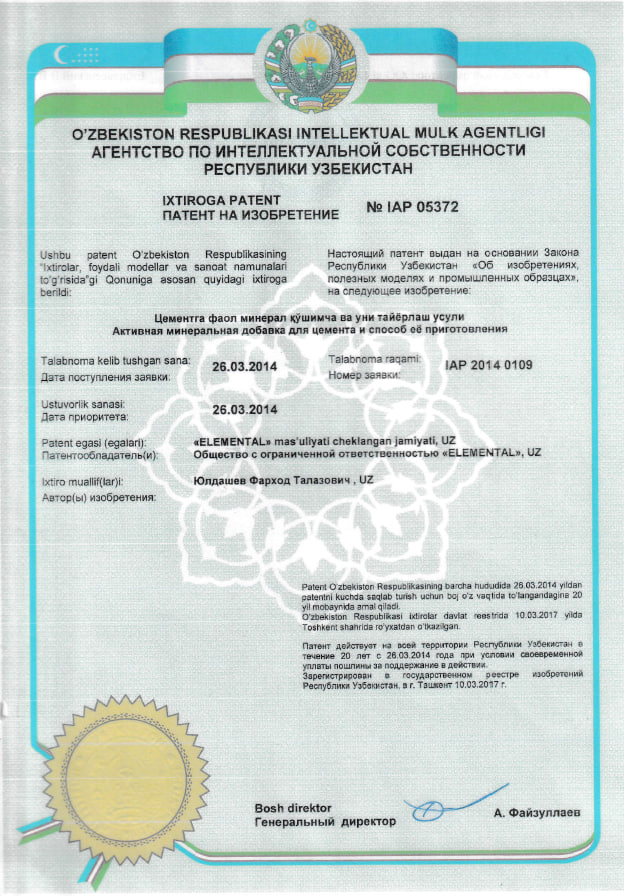 O'ZBEKISTON RESPUBLIKASI INTELLEKTUAL MULK AGENTLIGI
АГЕНТСТВО ПО ИНТЕЛЛЕКТУАЛЬНОЙ СОБСТВЕННОСТИ
РЕСПУБЛИКИ УЗБЕКИСТАН
IXTIROGA PATENT
ПАТЕНТ НА ИЗОБРЕТЕНИЕ
№ IAP 05372
Ushbu patent O'zbekiston Respublikasining
"Ixtirolar, foydali modellar va sanoat namunalari
to'g'risida"gi Qonuniga asosan quyidagi ixtiroga
berildi:
Настоящий патент выдан на основании Закона
Республики Узбекистан «Об изобретениях,
полезных моделях и промышленных образцах»,
на следующее изобретение:
Цементга фаол минерал қўшимча ва уни тайёрлаш усули
Активная минеральная добавка для цемента и способ её приготовления
Talabnoma kelib tushgan sana:
Дата поступления заявки:
26.03.2014
Talabnoma raqami:
Номер заявки:
IAP 2014 0109
Ustuvorlik sanasi:
Дата приоритета:
26.03.2014
Patent egasi (egalari):
Патентообладатель(и):
«ELEMENTAL» mas'uliyati cheklangan jamiyati, UZ
Общество с ограниченной ответственностью «ELEMENTAL», UZ
Ixtiro muallif(lar)i:
Автор(ы) изобретения:
Юлдашев Фарход Талазович , UZ
Patent O'zbekiston Respublikasining barcha hududida 26.03.2014 yildan
patentni kuchda saqlab turish uchun boj o'z vaqtida to'langandagina 20
yil mobaynida amal qiladi.
O'zbekiston Respublikasi ixtirolar davlat reestrida 10.03.2017 yilda
Toshkent shahrida ro'yxatdan o'tkazilgan.
Патент действует на всей территории Республики Узбекистан в
течение 20 лет с 26.03.2014 года при условии своевременной
уплаты пошлины за поддержание в действии.
Зарегистрирован в государственном реестре изобретений
Республики Узбекистан, в г. Ташкент 10.03.2017 г.
Bosh direktor
Генеральный директор
А. Файзуллаев